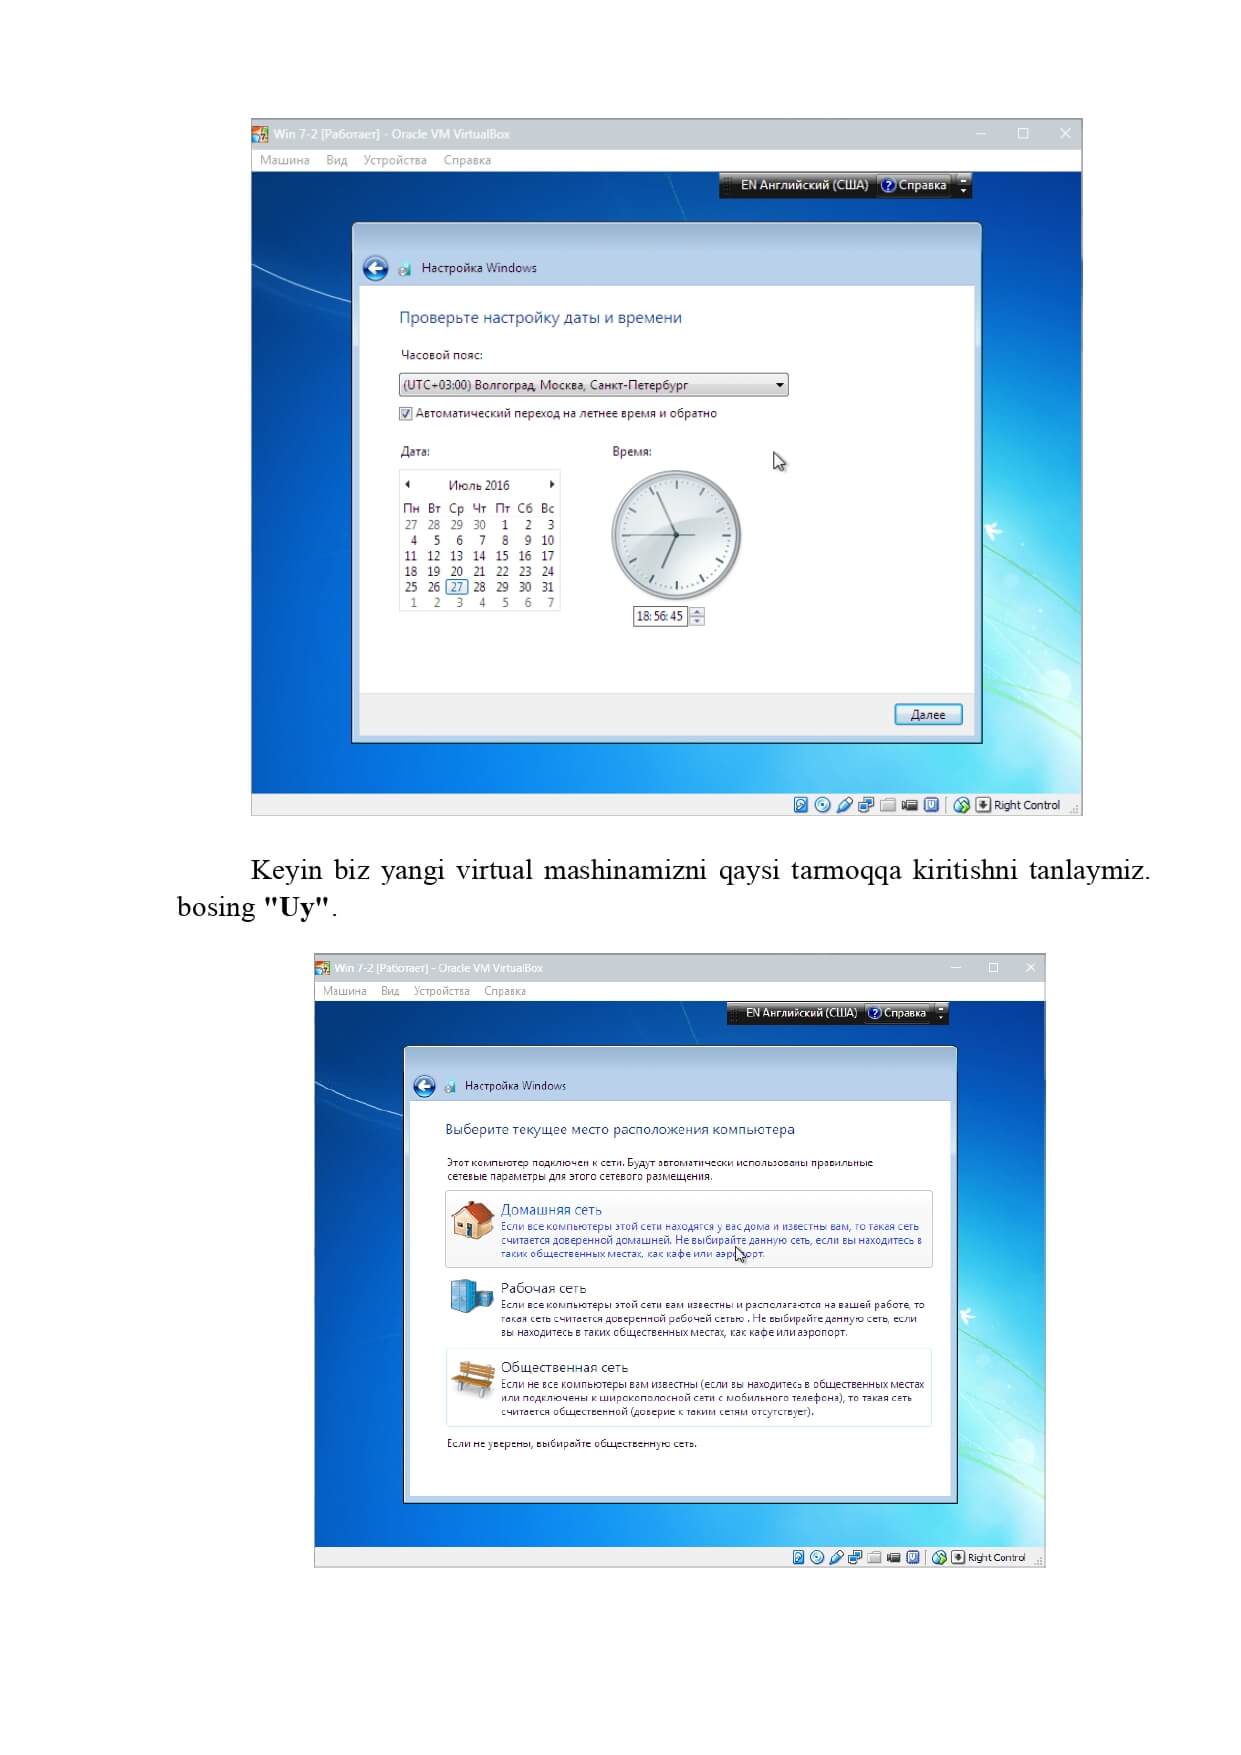 Win 7-2 [Работает] - Oracle VM VirtualBox
Машина Вид Устройства Справка
EN Английский (США) ? Справка
Настройка Windows
Проверьте настройку даты и времени
Часовой пояс:
(UTC+03:00) Волгоград, Москва, Санкт-Петербург
Автоматический переход на летнее время и обратно
Дата: Время:
Июль 2016
Пн Вт Ср Чт Пт Сб Вс
27 28 29 30 1 2 3
4 5 6 7 8 9 10
11 12 13 14 15 16 17
18 19 20 21 22 23 24
25 26 27 28 29 30 31
1 2 3 4 5 6 7
18:56:45
Далее
Right Control
Keyin biz yangi virtual mashinamizni qaysi tarmoqqa kiritishni tanlaymiz.
bosing "Uy".
Win 7-2 [Работает] - Oracle VM VirtualBox
Машина Вид Устройства Справка
EN Английский (США) ? Справка
Настройка Windows
Выберите текущее место расположения компьютера
Этот компьютер подключен к сети. Будут автоматически использованы правильные
сетевые параметры для этого сетевого размещения.
Домашняя сеть
Если все компьютеры этой сети находятся у вас дома и известны вам, то такая сеть
считается доверенной домашней. Не выбирайте данную сеть, если вы находитесь в
таких общественных местах, как кафе или аэропорт.
Рабочая сеть
Если все компьютеры этой сети вам известны и располагаются на вашей работе, то
такая сеть считается доверенной рабочей сетью . Не выбирайте данную сеть, если
вы находитесь в таких общественных местах, как кафе или аэропорт.
Общественная сеть
Если не все компьютеры вам известны (если вы находитесь в общественных местах
или подключены к широкополосной сети с мобильного телефона), то такая сеть
считается общественной (доверие к таким сетям отсутствует).
Если не уверены, выбирайте общественную сеть.
Right Control